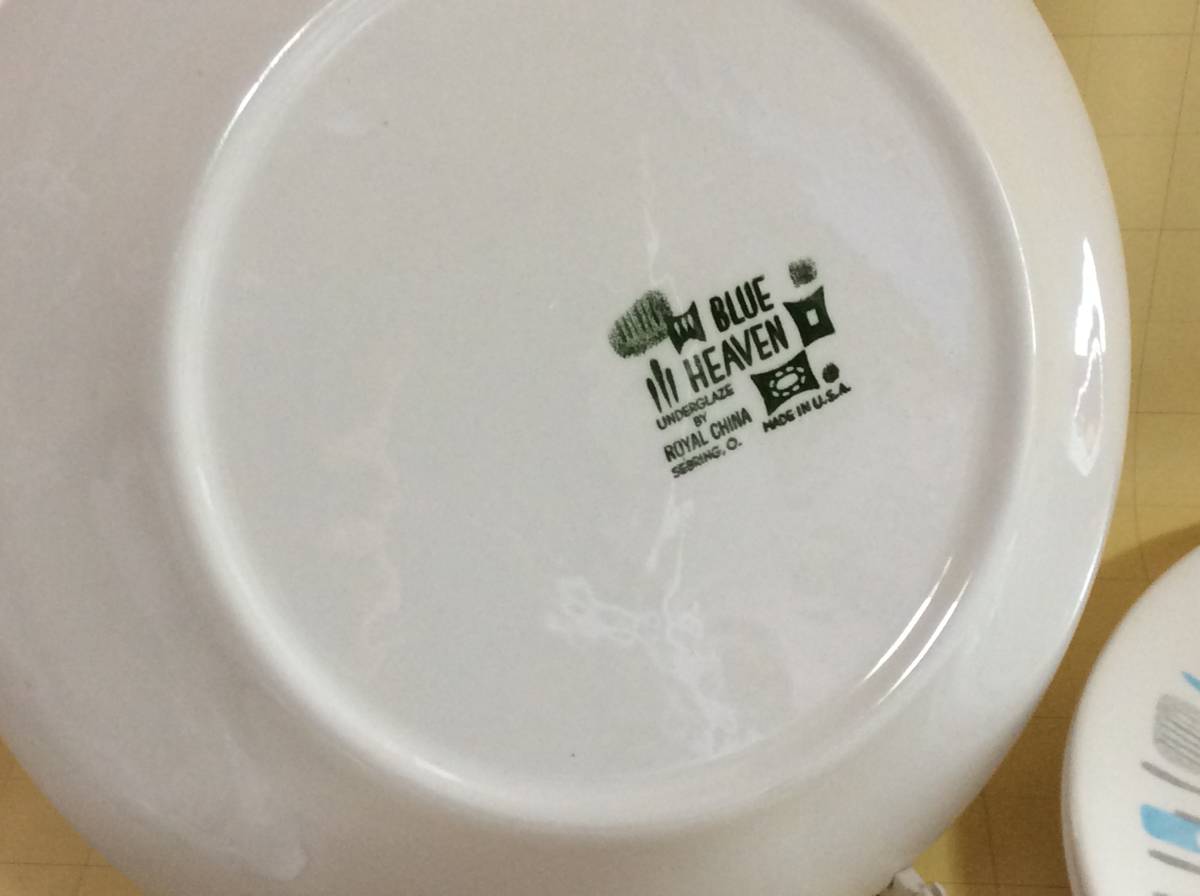 BLUE
HEAVEN
UNDERGLAZE
BY
ROYAL CHINA
SEBRING, O.
MADE IN U.S.A.